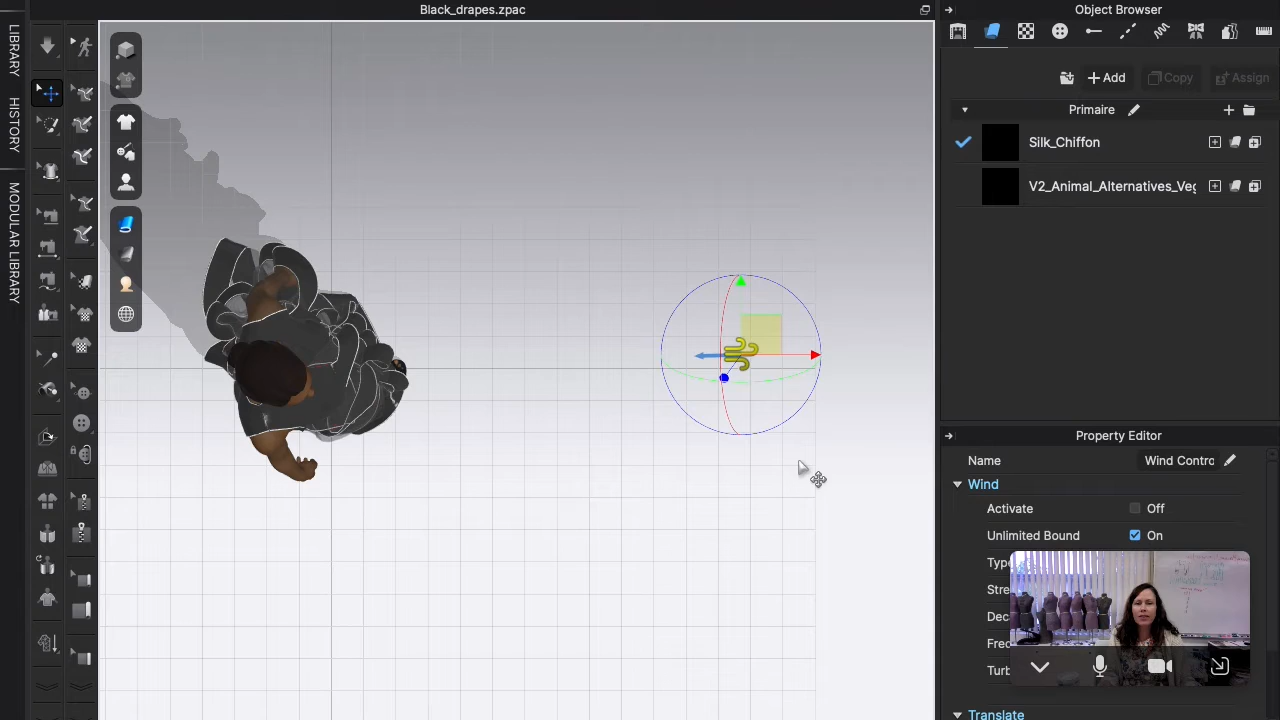 Black_drapes.zpac
Object Browser
LIBRARY
HISTORY
MODULAR LIBRARY
Add
Copy
Assign
Primaire
Silk_Chiffon
V2_Animal_Alternatives_Veg
Property Editor
Name
Wind Contro
Wind
Activate
Off
Unlimited Bound
On
Typ
Stre
Dec
Fre
Turb
Translate